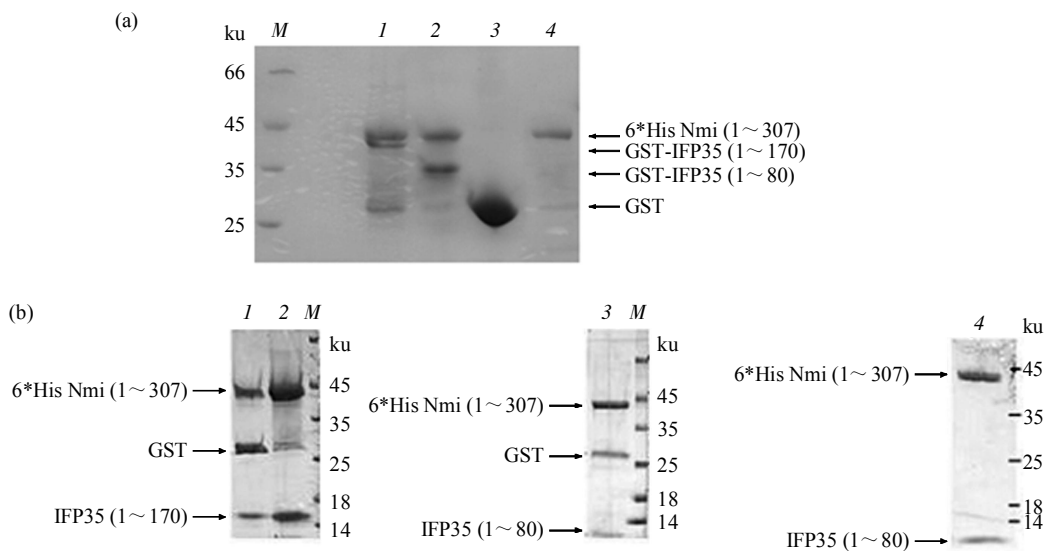 (a)
ku M 1 2 3 4
66
45
35
25
6*His Nmi (1～307)
GST-IFP35 (1～170)
GST-IFP35 (1～80)
GST
(b)
1 2 M
ku
6*His Nmi (1～307)
45
35
GST
25
18
IFP35 (1～170)
14
3 M
ku
45
6*His Nmi (1～307)
35
GST
25
18
14
IFP35 (1～80)
4
ku
6*His Nmi (1～307)
45
35
25
18
14
IFP35 (1～80)